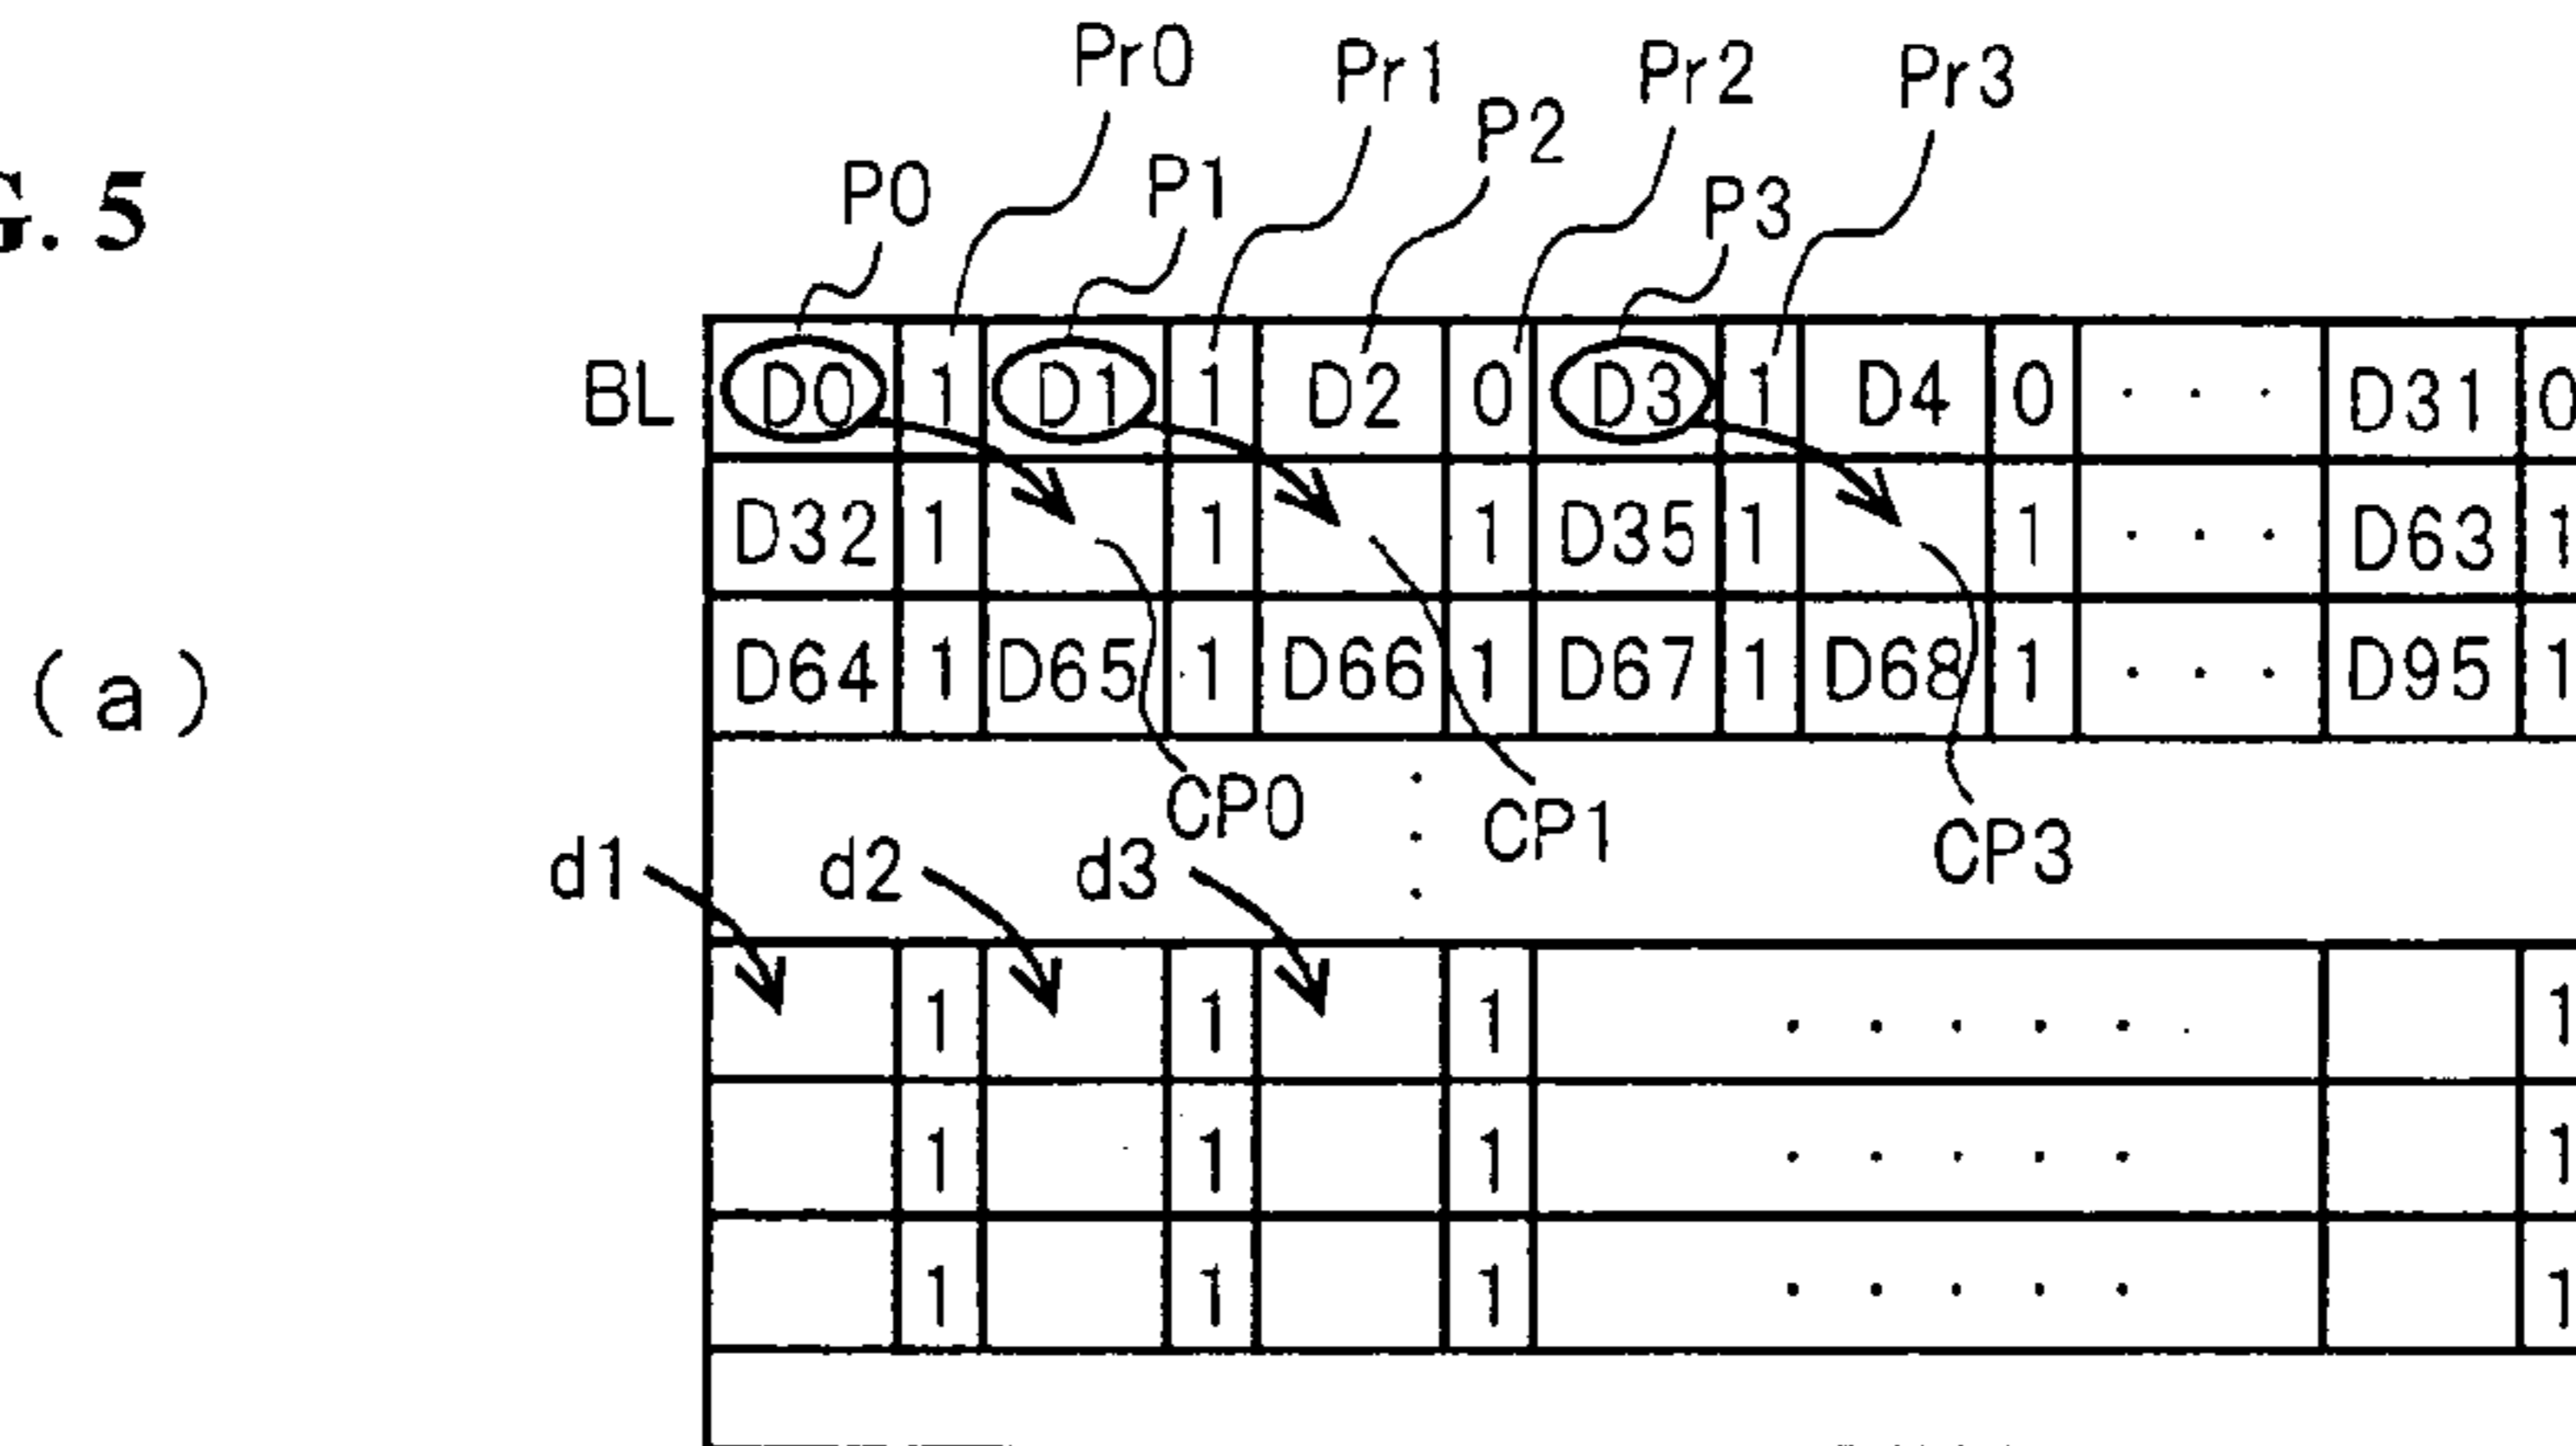 G. 5
(a)
Pr0 Pr1 Pr2 Pr3
P0 P1 P2 P3
BL D0 1 D1 1 D2 0 D3 1 D4 0 · · · D31 0
D32 1 1 1 D35 1 1 · · · D63 1
D64 1 D65 1 D66 1 D67 1 D68 1 · · · D95 1
CP0 CP1 CP3
d1 d2 d3
1 1 1 · · · · · 1
1 1 1 · · · · · 1
1 1 1 · · · · · 1